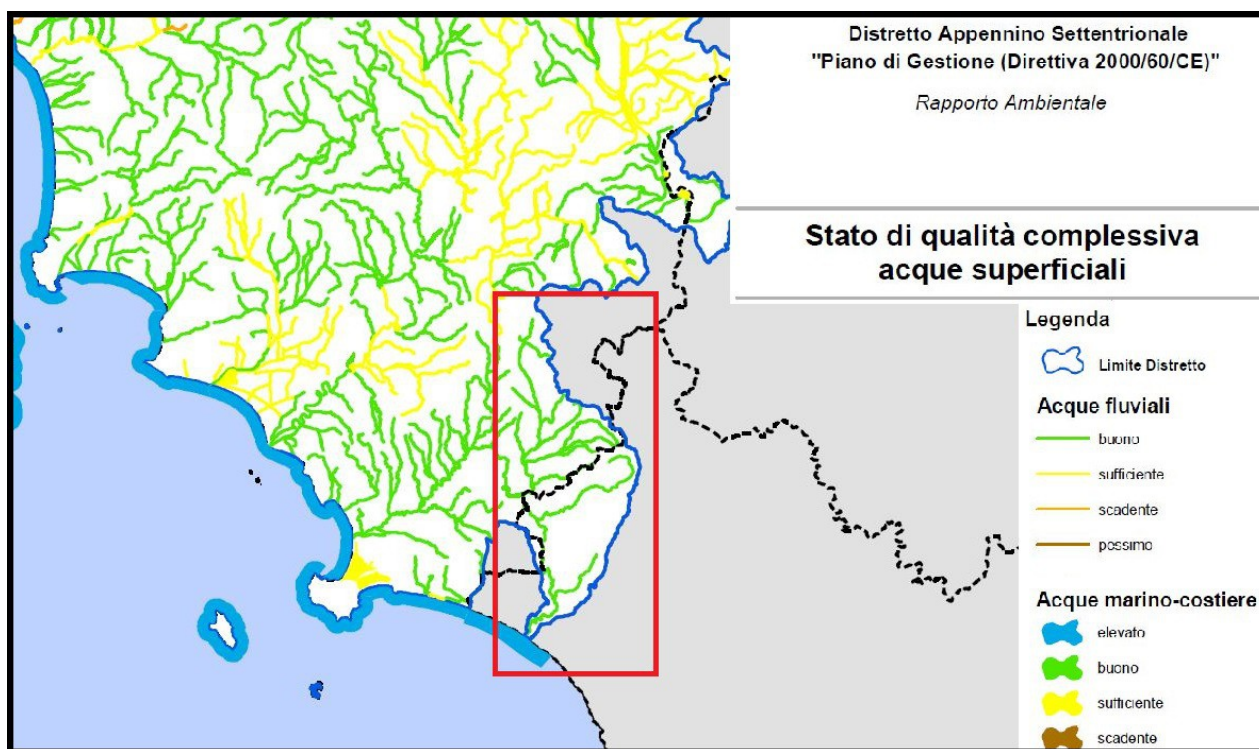 Distretto Appennino Settentrionale
"Piano di Gestione (Direttiva 2000/60/CE)"
Rapporto Ambientale
Stato di qualità complessiva
acque superficiali
Legenda
Limite Distretto
Acque fluviali
buono
sufficiente
scadente
pessimo
Acque marino-costiere
elevato
buono
sufficiente
scadente